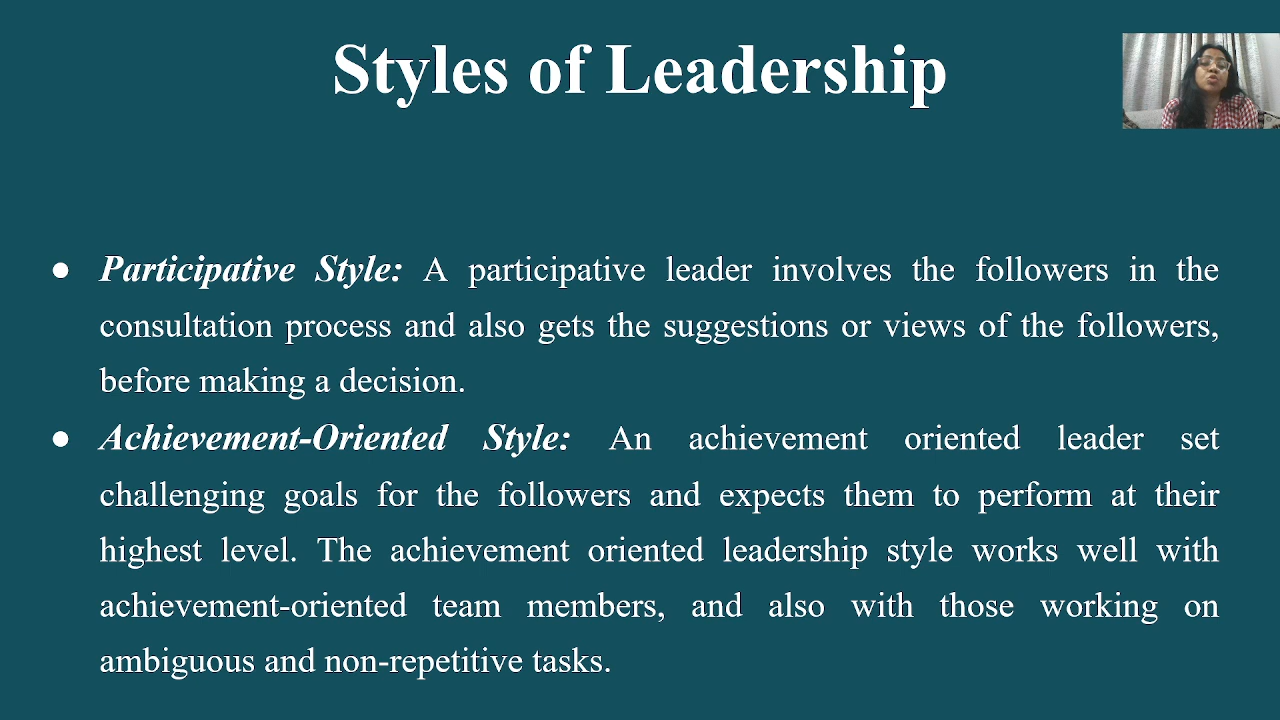 Styles of Leadership
● Participative Style: A participative leader involves the followers in the
consultation process and also gets the suggestions or views of the followers,
before making a decision.
● Achievement-Oriented Style: An achievement oriented leader set
challenging goals for the followers and expects them to perform at their
highest level. The achievement oriented leadership style works well with
achievement-oriented team members, and also with those working on
ambiguous and non-repetitive tasks.